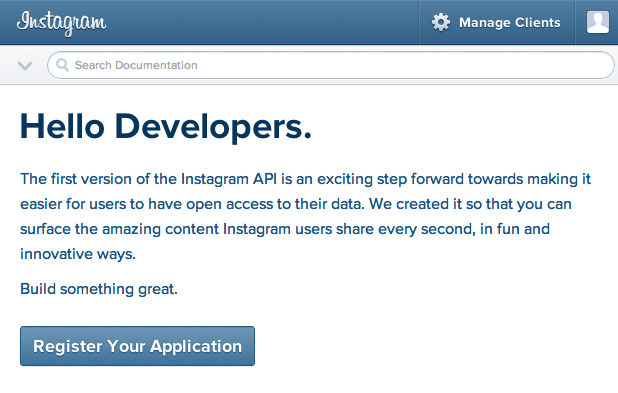 Instagram
Manage Clients
Search Documentation
Hello Developers.
The first version of the Instagram API is an exciting step forward towards making it
easier for users to have open access to their data. We created it so that you can
surface the amazing content Instagram users share every second, in fun and
innovative ways.
Build something great.
Register Your Application